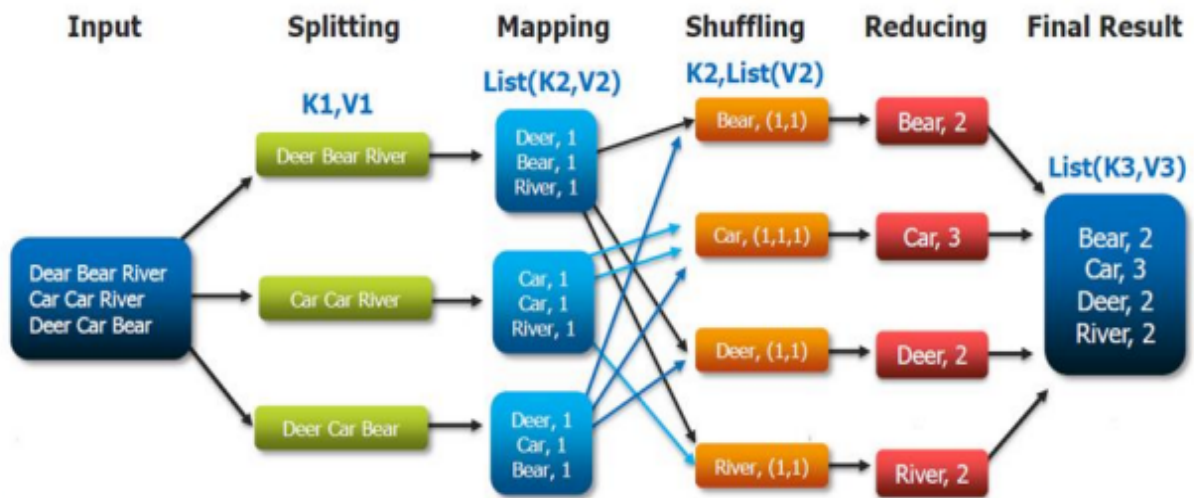 Input
Splitting
Mapping
Shuffling
Reducing
Final Result
K1,V1
List(K2,V2)
K2,List(V2)
List(K3,V3)
Dear Bear River
Car Car River
Deer Car Bear
Deer Bear River
Car Car River
Deer Car Bear
Deer, 1
Bear, 1
River, 1
Car, 1
Car, 1
River, 1
Deer, 1
Car, 1
Bear, 1
Bear, (1,1)
Car, (1,1,1)
Deer, (1,1)
River, (1,1)
Bear, 2
Car, 3
Deer, 2
River, 2
Bear, 2
Car, 3
Deer, 2
River, 2